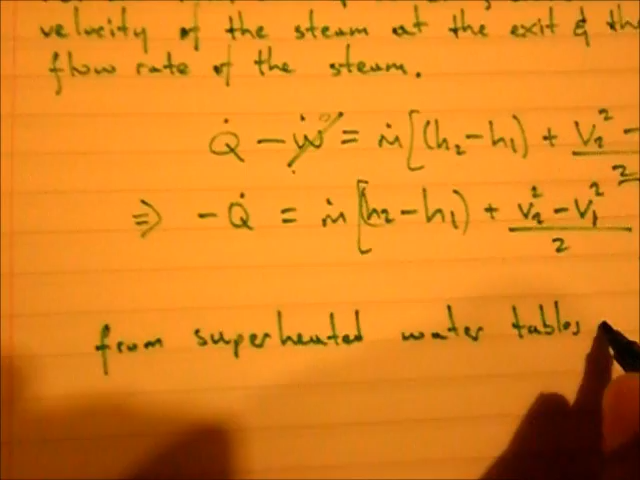 velocity of the steam at the exit & the
flow rate of the steam.
Q̇ − Ẇ⁰ = ṁ[(h₂−h₁) + V₂² −
2
⇒ −Q̇ = ṁ[(h₂−h₁) + V₂² − V₁²
2
from superheated water tables